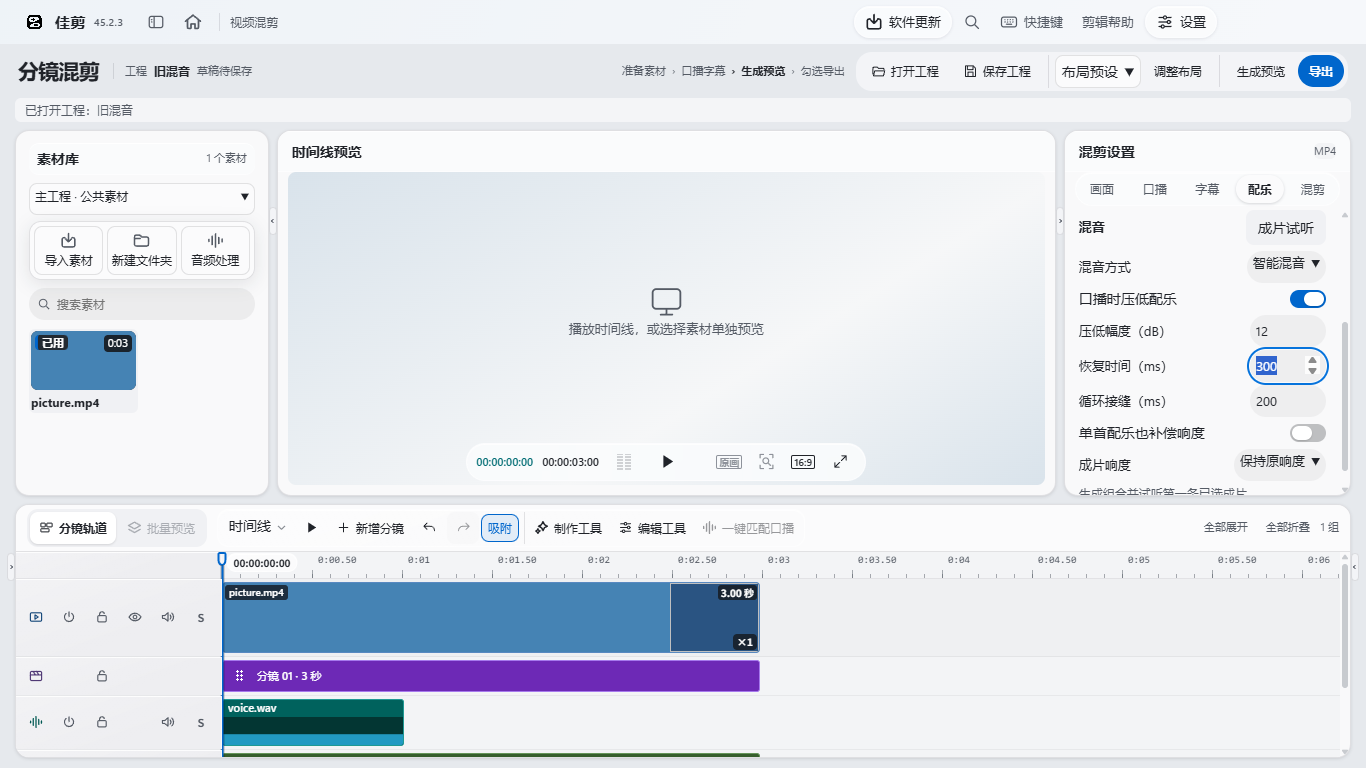 佳剪 45.2.3 视频混剪 软件更新 快捷键 剪辑帮助 设置
分镜混剪 工程 旧混音 草稿待保存 准备素材 › 口播字幕 › 生成预览 › 勾选导出 打开工程 保存工程 布局预设 ▼ 调整布局 生成预览 导出
已打开工程：旧混音
素材库 1 个素材
主工程 · 公共素材 ▼
导入素材 新建文件夹 音频处理
搜索素材
已用 0:03
picture.mp4
时间线预览
播放时间线，或选择素材单独预览
00:00:00:00 00:00:03:00 原画 16:9
混剪设置 MP4
画面 口播 字幕 配乐 混剪
混音 成片试听
混音方式 智能混音 ▼
口播时压低配乐
压低幅度（dB） 12
恢复时间（ms） 300
循环接缝（ms） 200
单首配乐也补偿响度
成片响度 保持原响度 ▼
生成组合并试听第一条已选成片
分镜轨道 批量预览 时间线 新增分镜 吸附 制作工具 编辑工具 一键匹配口播 全部展开 全部折叠 1 组
00:00:00:00 0:00.50 0:01 0:01.50 0:02 0:02.50 0:03 0:03.50 0:04 0:04.50 0:05 0:05.50 0:06
picture.mp4 3.00 秒
×1
S
分镜 01 · 3 秒
voice.wav
S